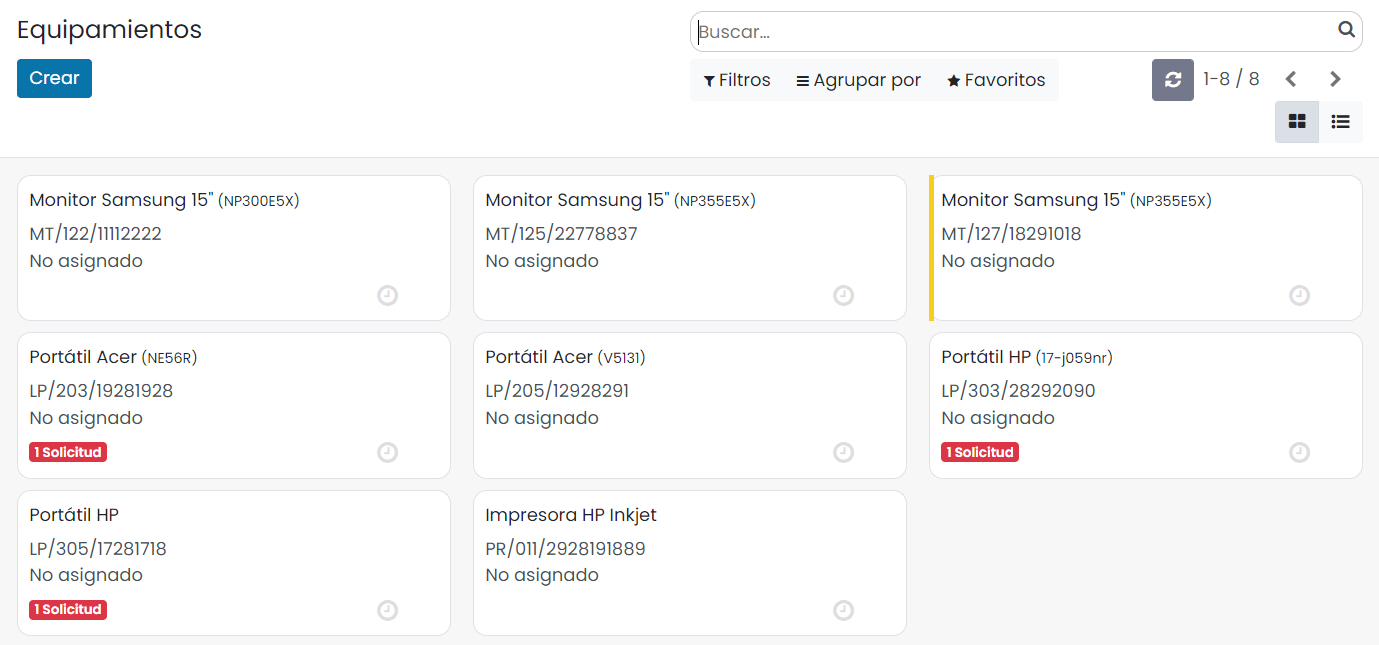 Equipamientos
Buscar...
Crear
Filtros Agrupar por Favoritos
1-8 / 8
Monitor Samsung 15" (NP300E5X)
MT/122/11112222
No asignado
Monitor Samsung 15" (NP355E5X)
MT/125/22778837
No asignado
Monitor Samsung 15" (NP355E5X)
MT/127/18291018
No asignado
Portátil Acer (NE56R)
LP/203/19281928
No asignado
1 Solicitud
Portátil Acer (V5131)
LP/205/12928291
No asignado
Portátil HP (17-j059nr)
LP/303/28292090
No asignado
1 Solicitud
Portátil HP
LP/305/17281718
No asignado
1 Solicitud
Impresora HP Inkjet
PR/011/2928191889
No asignado